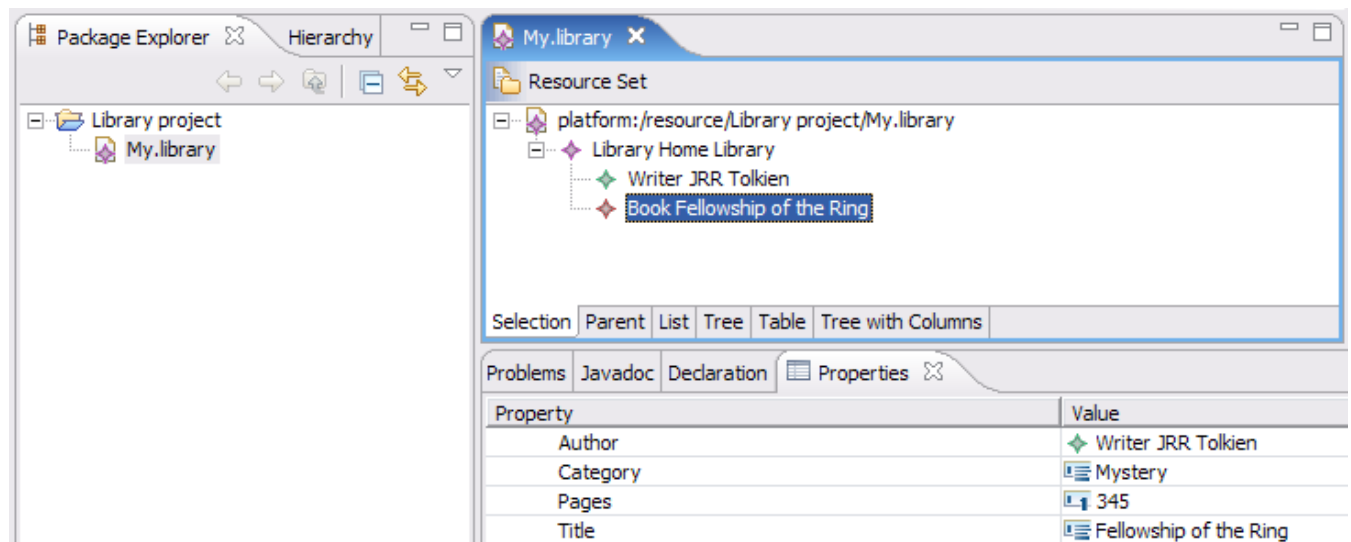 Package Explorer Hierarchy
Library project
My.library
My.library
Resource Set
platform:/resource/Library project/My.library
Library Home Library
Writer JRR Tolkien
Book Fellowship of the Ring
Selection Parent List Tree Table Tree with Columns
Problems Javadoc Declaration Properties
Property Value
Author Writer JRR Tolkien
Category Mystery
Pages 345
Title Fellowship of the Ring